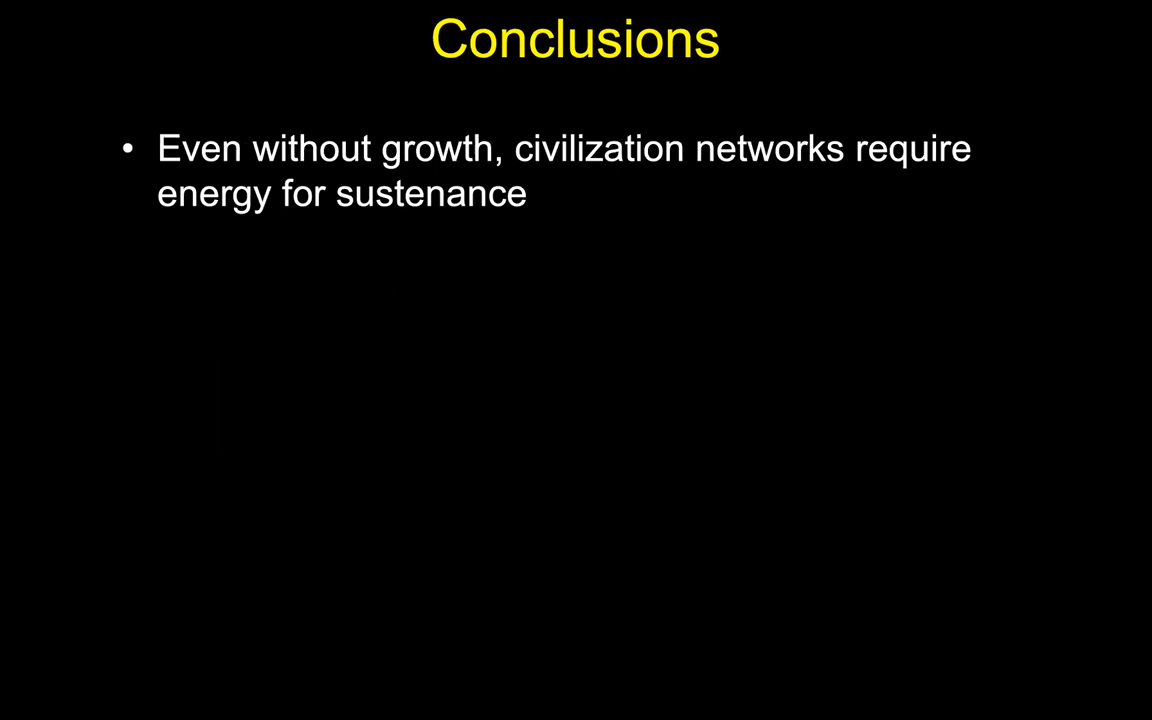 Conclusions
• Even without growth, civilization networks require
energy for sustenance